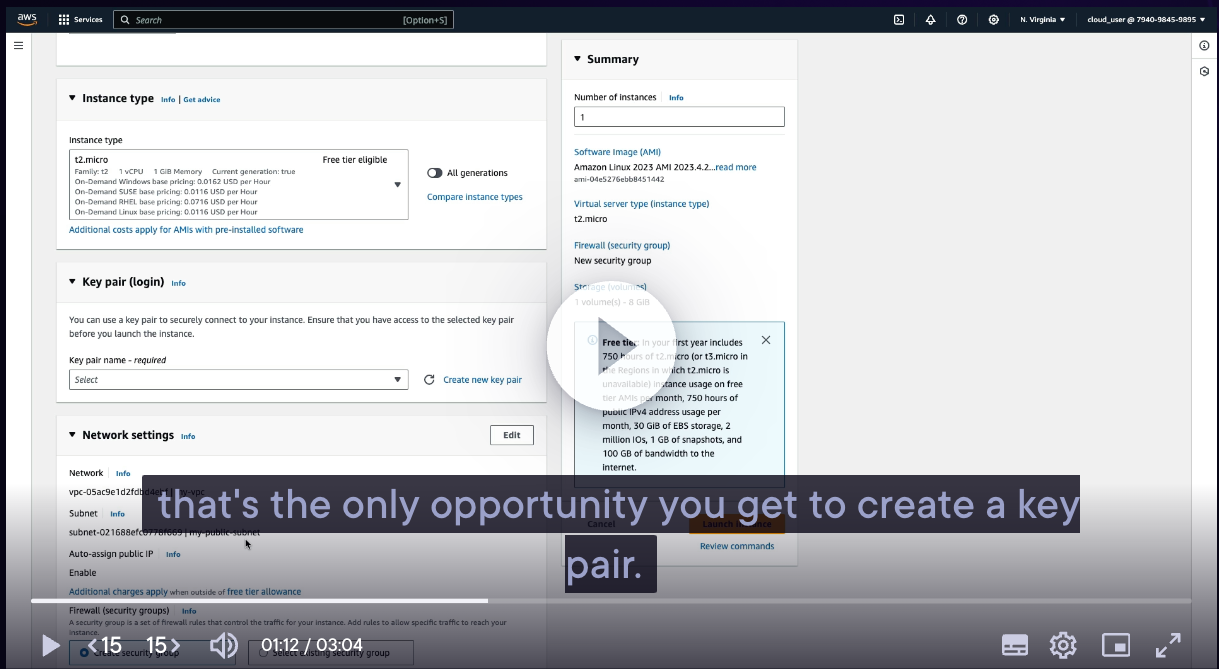 aws
Services
Search
[Option+S]
N. Virginia
cloud_user @ 7940-9845-9895
Instance type
Info | Get advice
Instance type
t2.micro
Free tier eligible
Family: t2 1 vCPU 1 GiB Memory Current generation: true
On-Demand Windows base pricing: 0.0162 USD per Hour
On-Demand SUSE base pricing: 0.0116 USD per Hour
On-Demand RHEL base pricing: 0.0716 USD per Hour
On-Demand Linux base pricing: 0.0116 USD per Hour
All generations
Compare instance types
Additional costs apply for AMIs with pre-installed software
Key pair (login)
Info
You can use a key pair to securely connect to your instance. Ensure that you have access to the selected key pair
before you launch the instance.
Key pair name - required
Select
Create new key pair
Network settings
Info
Edit
Network
Info
Subnet
Info
Auto-assign public IP
Info
Enable
Additional charges apply when outside of free tier allowance
Firewall (security groups)
Info
A security group is a set of firewall rules that control the traffic for your instance. Add rules to allow specific traffic to reach your
instance.
Create security group
Select existing security group
Summary
Number of instances
Info
1
Software Image (AMI)
Amazon Linux 2023 AMI 2023.4.2...read more
ami-04e5276ebb8451442
Virtual server type (instance type)
t2.micro
Firewall (security group)
New security group
Storage (volumes)
1 volume(s) - 8 GiB
Free tier: In your first year includes
750 hours of t2.micro (or t3.micro in
the Regions in which t2.micro is
unavailable) instance usage on free
tier AMIs per month, 750 hours of
public IPv4 address usage per
month, 30 GiB of EBS storage, 2
million IOs, 1 GB of snapshots, and
100 GB of bandwidth to the
internet.
Cancel
Launch instance
Review commands
that's the only opportunity you get to create a key
pair.
15
15
01:12 / 03:04